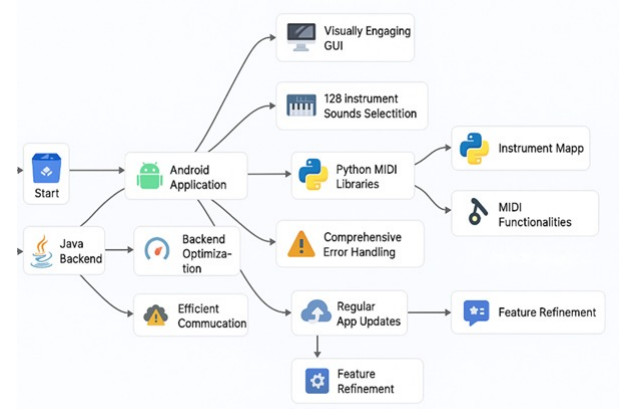 Visually Engaging
GUI
128 instrument
Sounds Selectition
Start
Android
Application
Python MIDI
Libraries
Instrument Mapp
MIDI
Functionalities
Java
Backend
Backend
Optimiza-
tion
Comprehensive
Error Handling
Efficient
Commucation
Regular
App Updates
Feature Refinement
Feature
Refinement